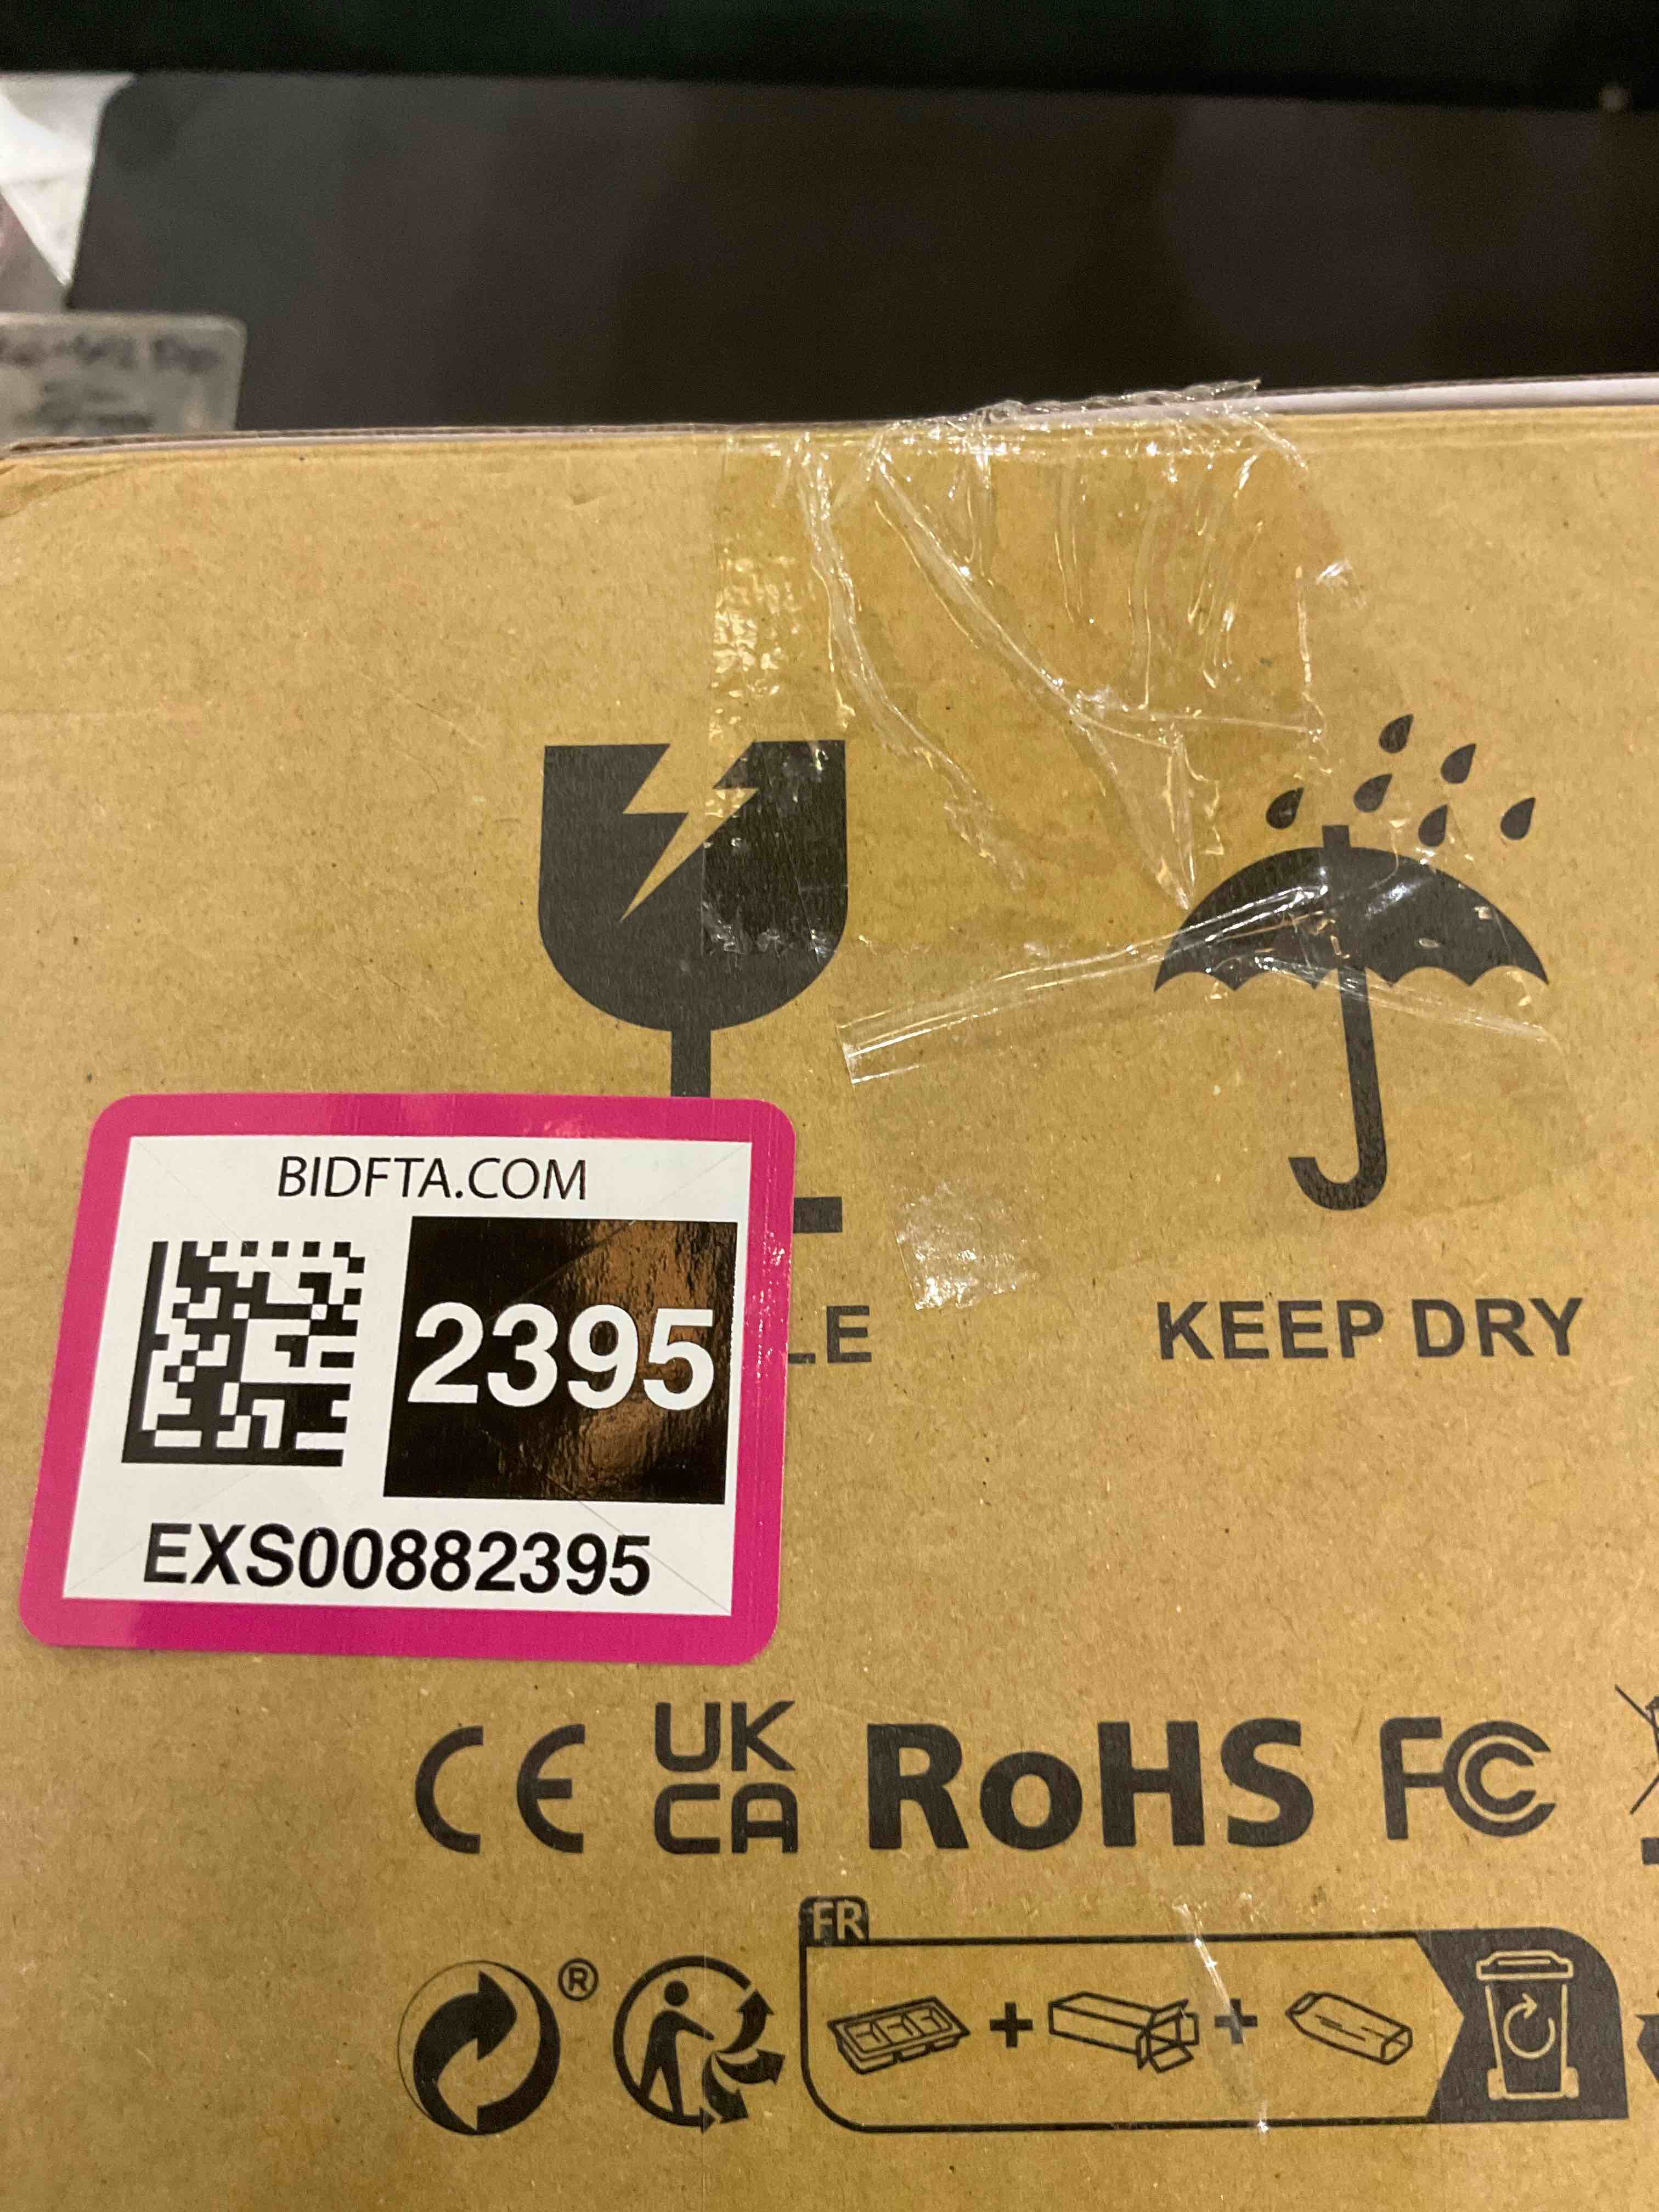 BIDFTA.COM
2395
EXS00882395
LE
KEEP DRY
CE UK CA RoHS FC
FR
®